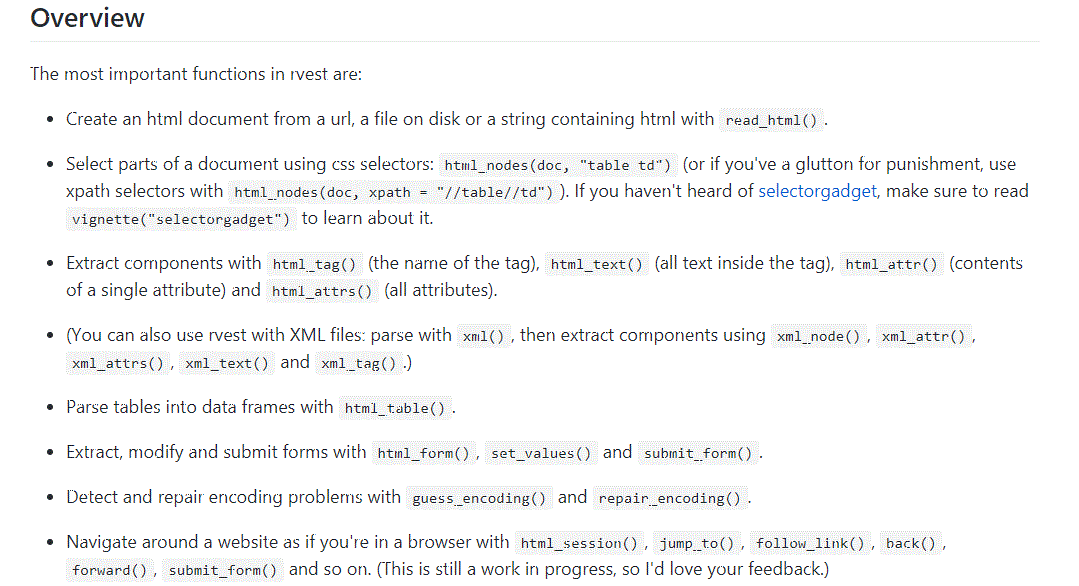 Overview
The most important functions in rvest are:
• Create an html document from a url, a file on disk or a string containing html with read_html() .
• Select parts of a document using css selectors: html_nodes(doc, "table td") (or if you've a glutton for punishment, use
xpath selectors with html_nodes(doc, xpath = "//table//td") ). If you haven't heard of selectorgadget, make sure to read
vignette("selectorgadget") to learn about it.
• Extract components with html_tag() (the name of the tag), html_text() (all text inside the tag), html_attr() (contents
of a single attribute) and html_attrs() (all attributes).
• (You can also use rvest with XML files: parse with xml() , then extract components using xml_node() , xml_attr() ,
xml_attrs() , xml_text() and xml_tag() .)
• Parse tables into data frames with html_table() .
• Extract, modify and submit forms with html_form() , set_values() and submit_form() .
• Detect and repair encoding problems with guess_encoding() and repair_encoding() .
• Navigate around a website as if you're in a browser with html_session() , jump_to() , follow_link() , back() ,
forward() , submit_form() and so on. (This is still a work in progress, so I'd love your feedback.)